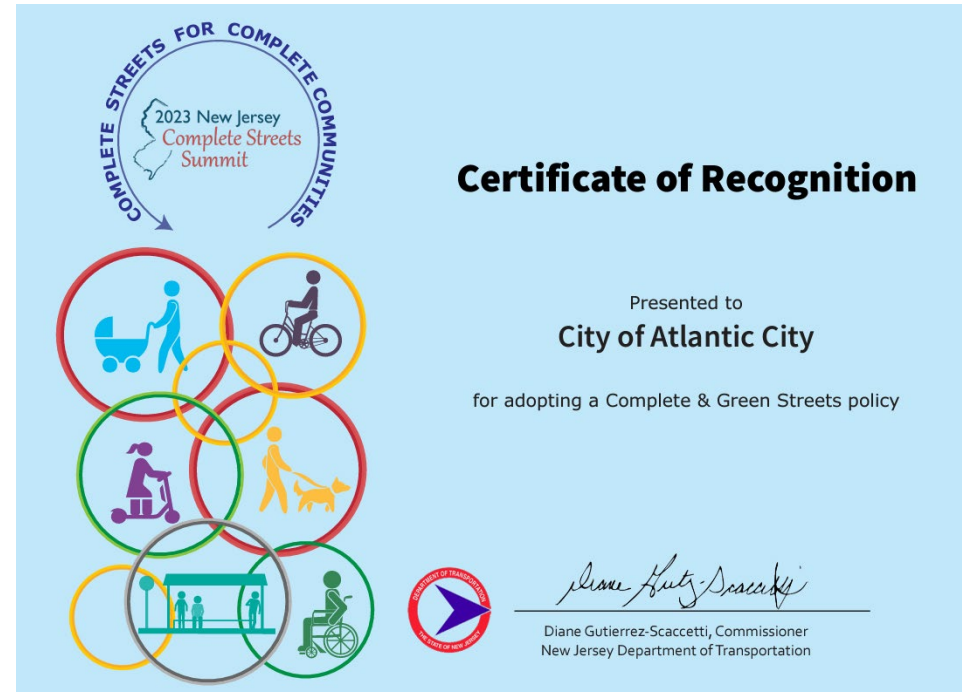 COMPLETE STREETS FOR COMPLETE COMMUNITIES
2023 New Jersey
Complete Streets
Summit
Certificate of Recognition
Presented to
City of Atlantic City
for adopting a Complete & Green Streets policy
DEPARTMENT OF TRANSPORTATION
THE STATE OF NEW JERSEY
Diane Gutierrez-Scaccetti, Commissioner
New Jersey Department of Transportation